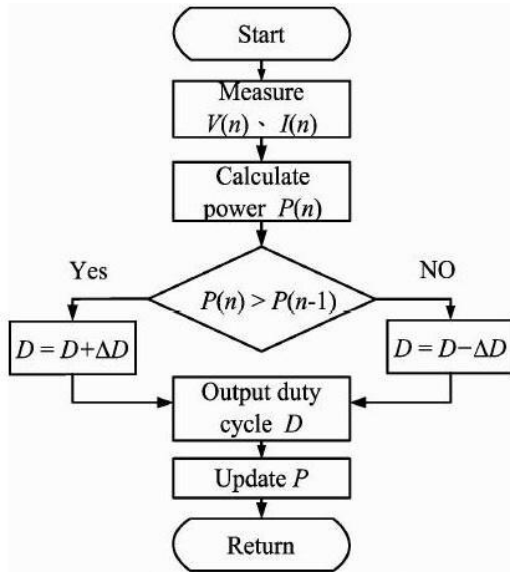 Start
Measure
V(n)、I(n)
Calculate
power P(n)
Yes
NO
P(n) > P(n-1)
D = D+ΔD
D = D−ΔD
Output duty
cycle D
Update P
Return